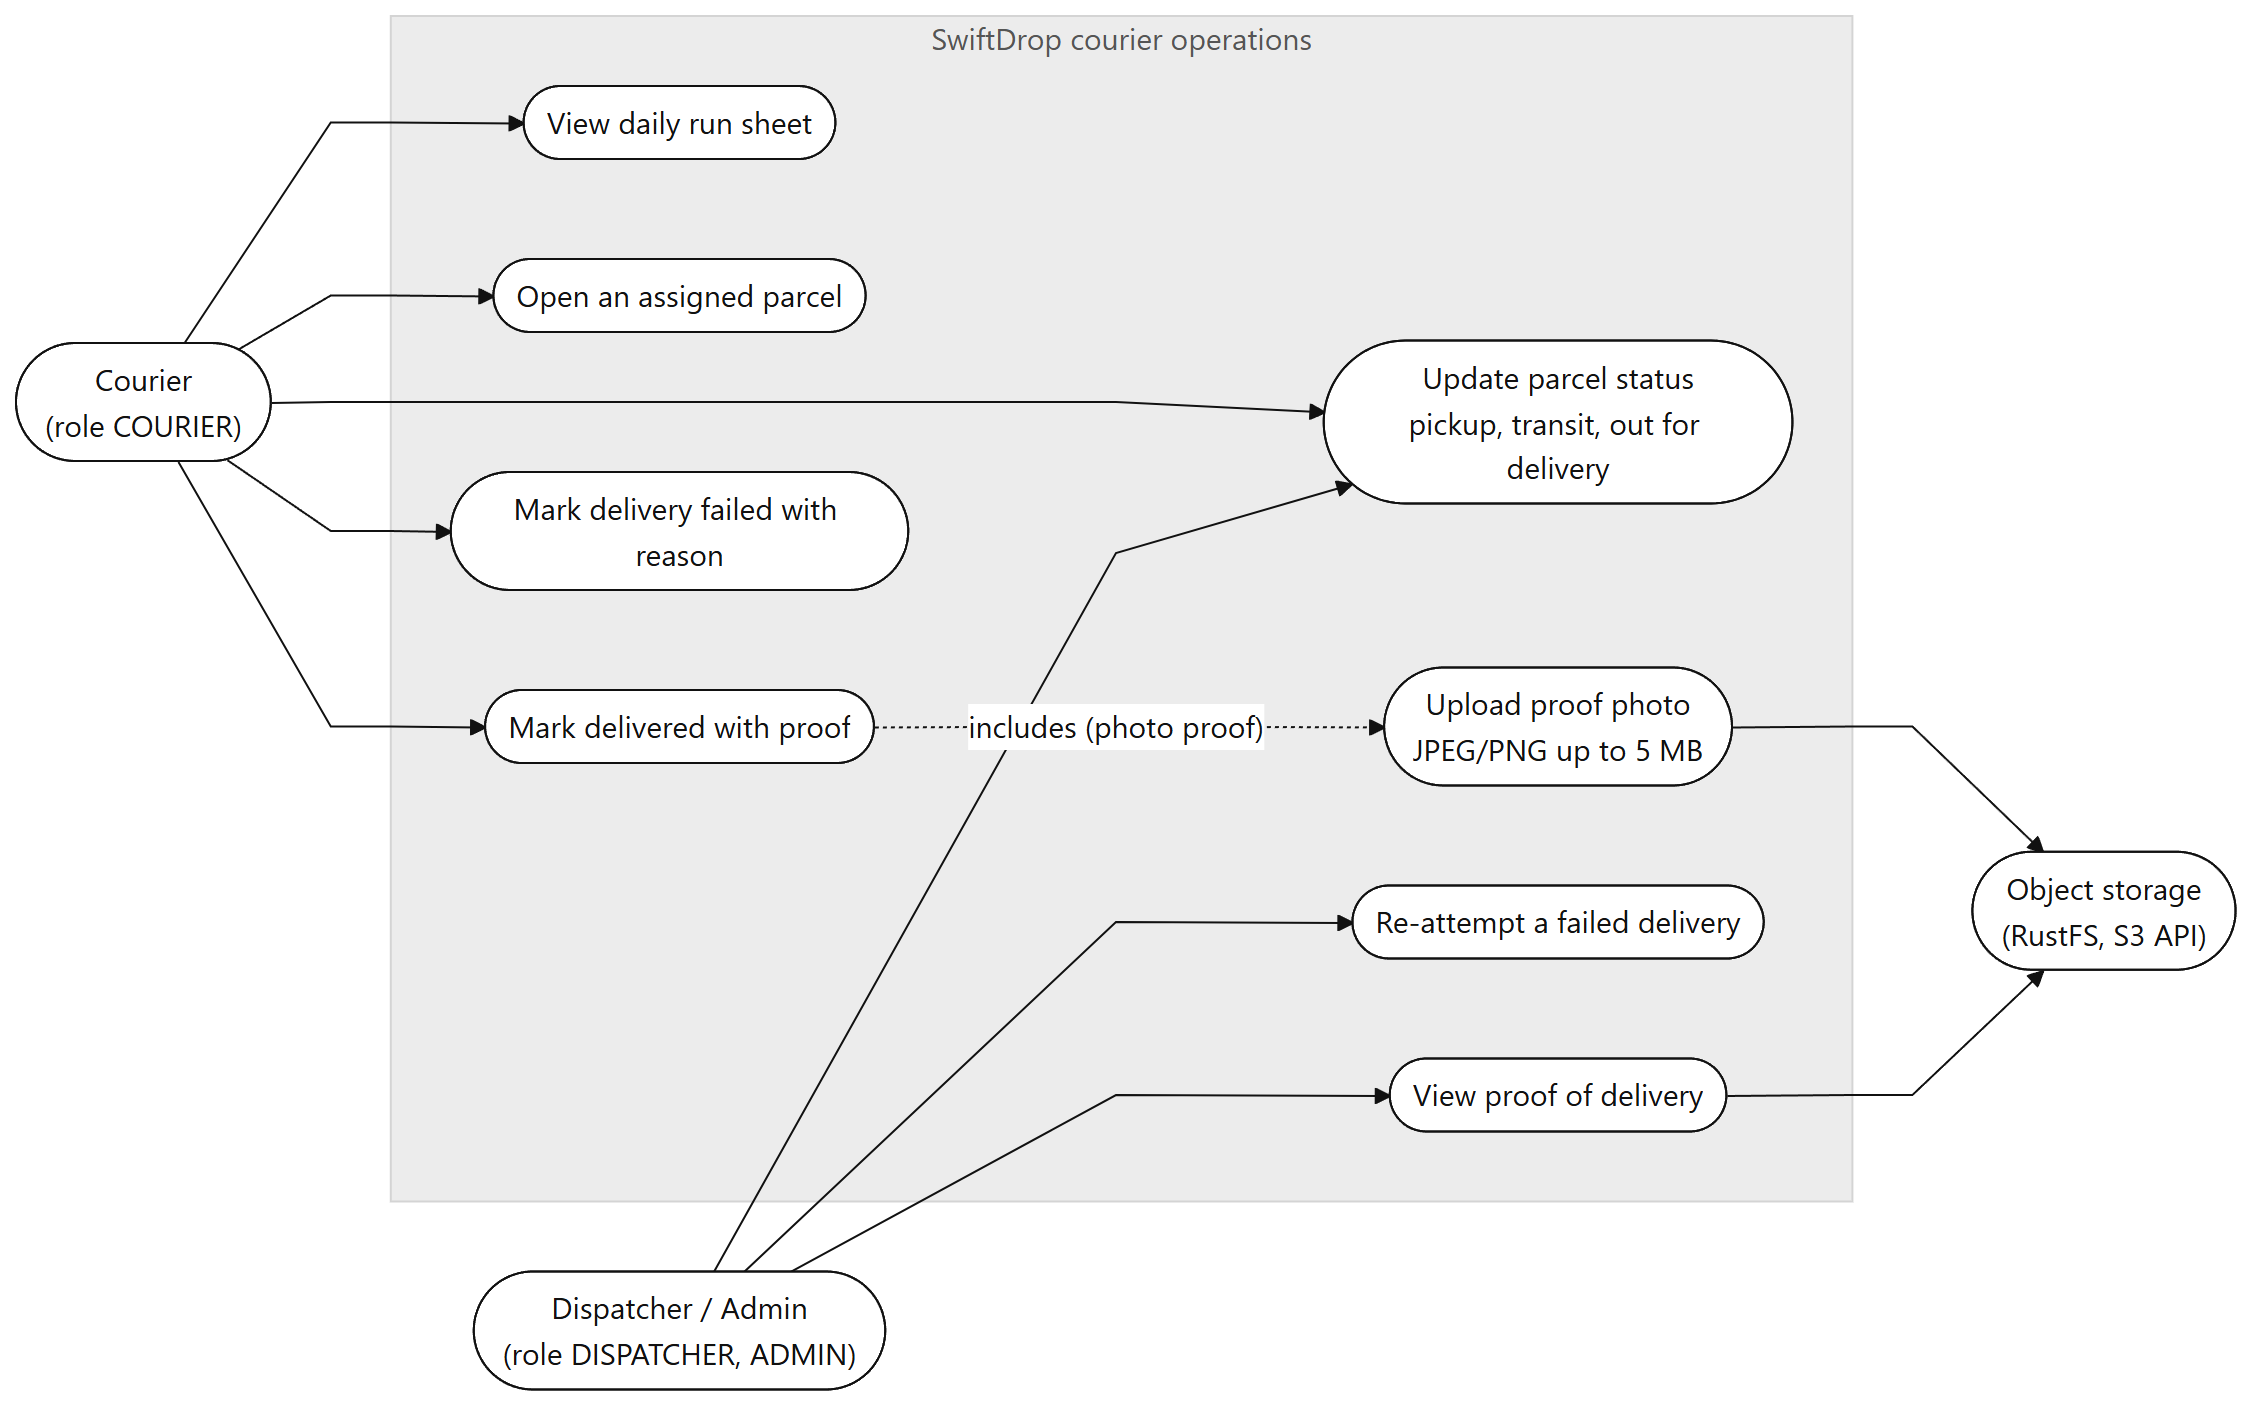 SwiftDrop courier operations
View daily run sheet
Open an assigned parcel
Courier
(role COURIER)
Update parcel status
pickup, transit, out for
delivery
Mark delivery failed with
reason
Mark delivered with proof
includes (photo proof)
Upload proof photo
JPEG/PNG up to 5 MB
Re-attempt a failed delivery
Object storage
(RustFS, S3 API)
View proof of delivery
Dispatcher / Admin
(role DISPATCHER, ADMIN)